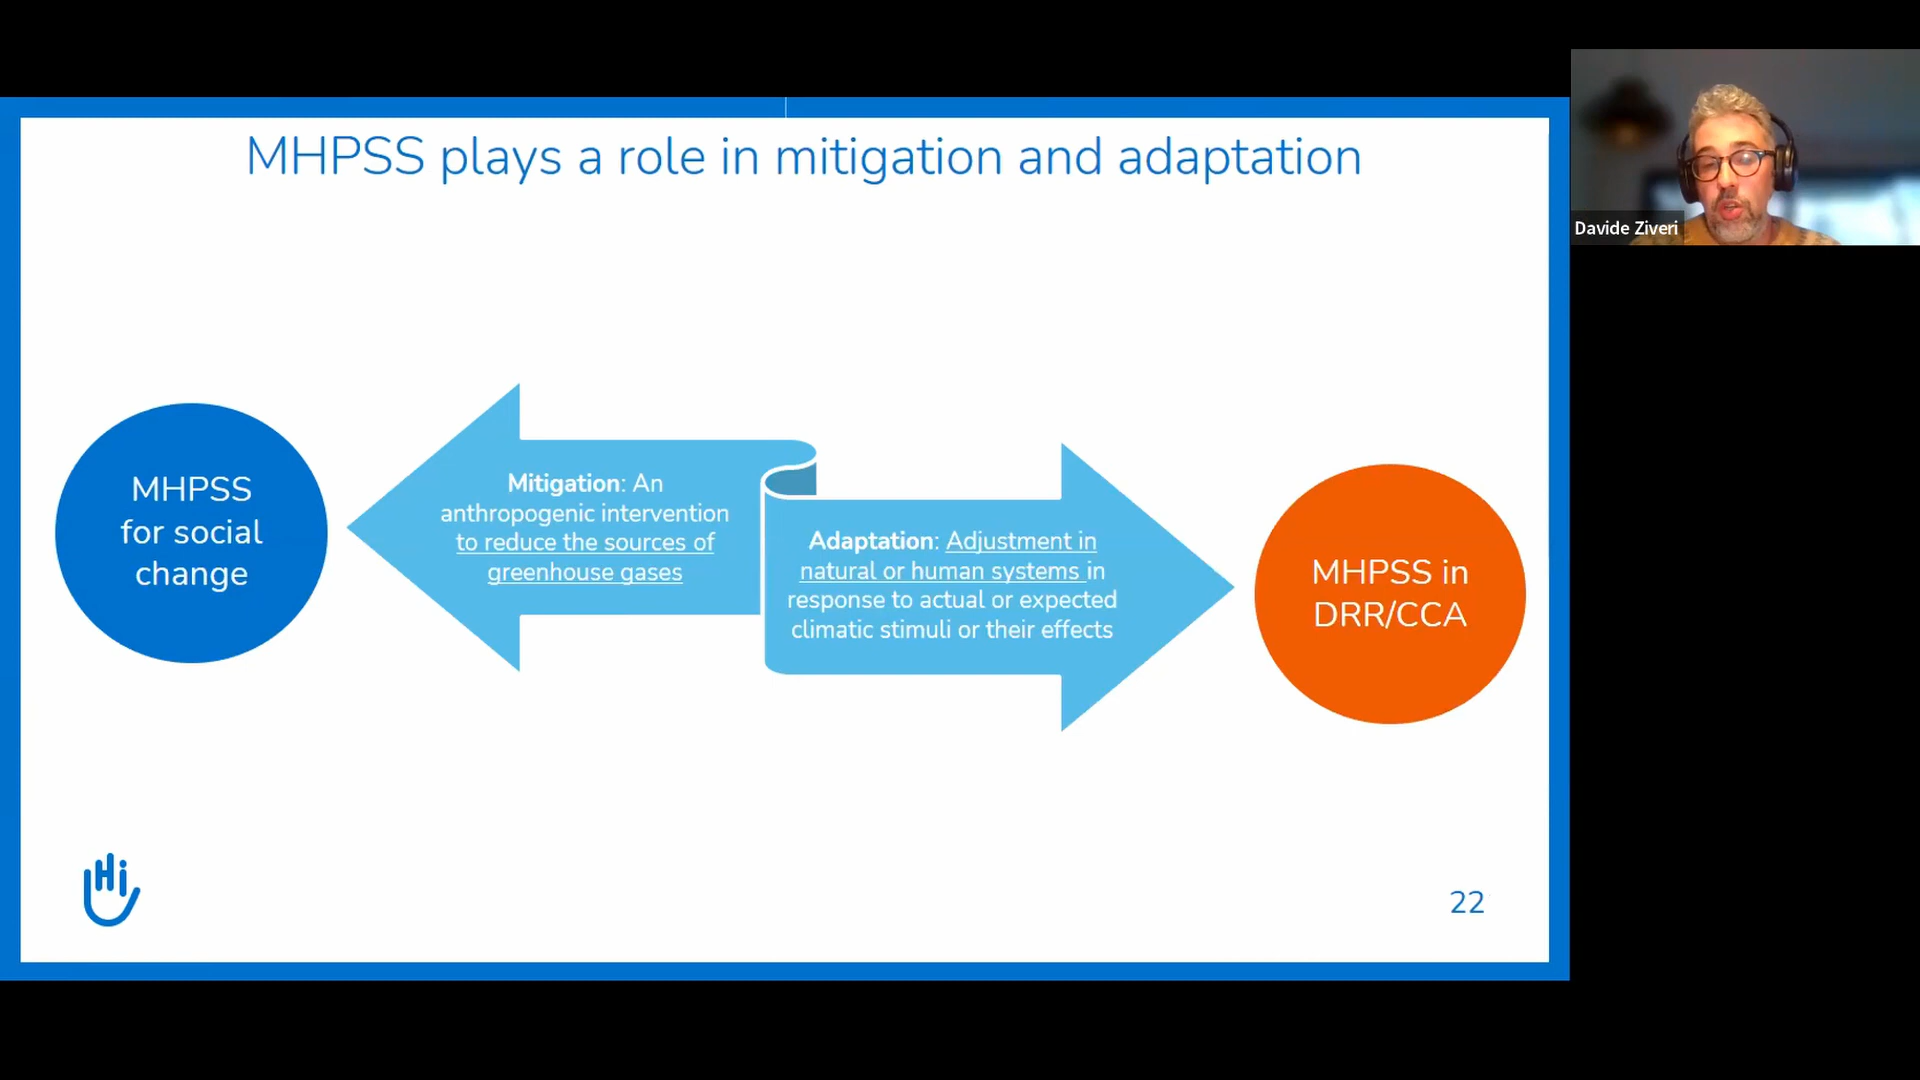 MHPSS plays a role in mitigation and adaptation
Davide Ziveri
MHPSS
for social
change
Mitigation: An
anthropogenic intervention
to reduce the sources of
greenhouse gases
Adaptation: Adjustment in
natural or human systems in
response to actual or expected
climatic stimuli or their effects
MHPSS in
DRR/CCA
Hi
22